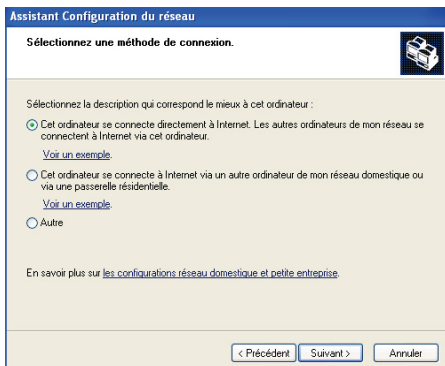 Assistant Configuration du réseau
Sélectionnez une méthode de connexion.
Sélectionnez la description qui correspond le mieux à cet ordinateur :
Cet ordinateur se connecte directement à Internet. Les autres ordinateurs de mon réseau se
connectent à Internet via cet ordinateur.
Voir un exemple.
Cet ordinateur se connecte à Internet via un autre ordinateur de mon réseau domestique ou
via une passerelle résidentielle.
Voir un exemple.
Autre
En savoir plus sur les configurations réseau domestique et petite entreprise.
< Précédent Suivant > Annuler